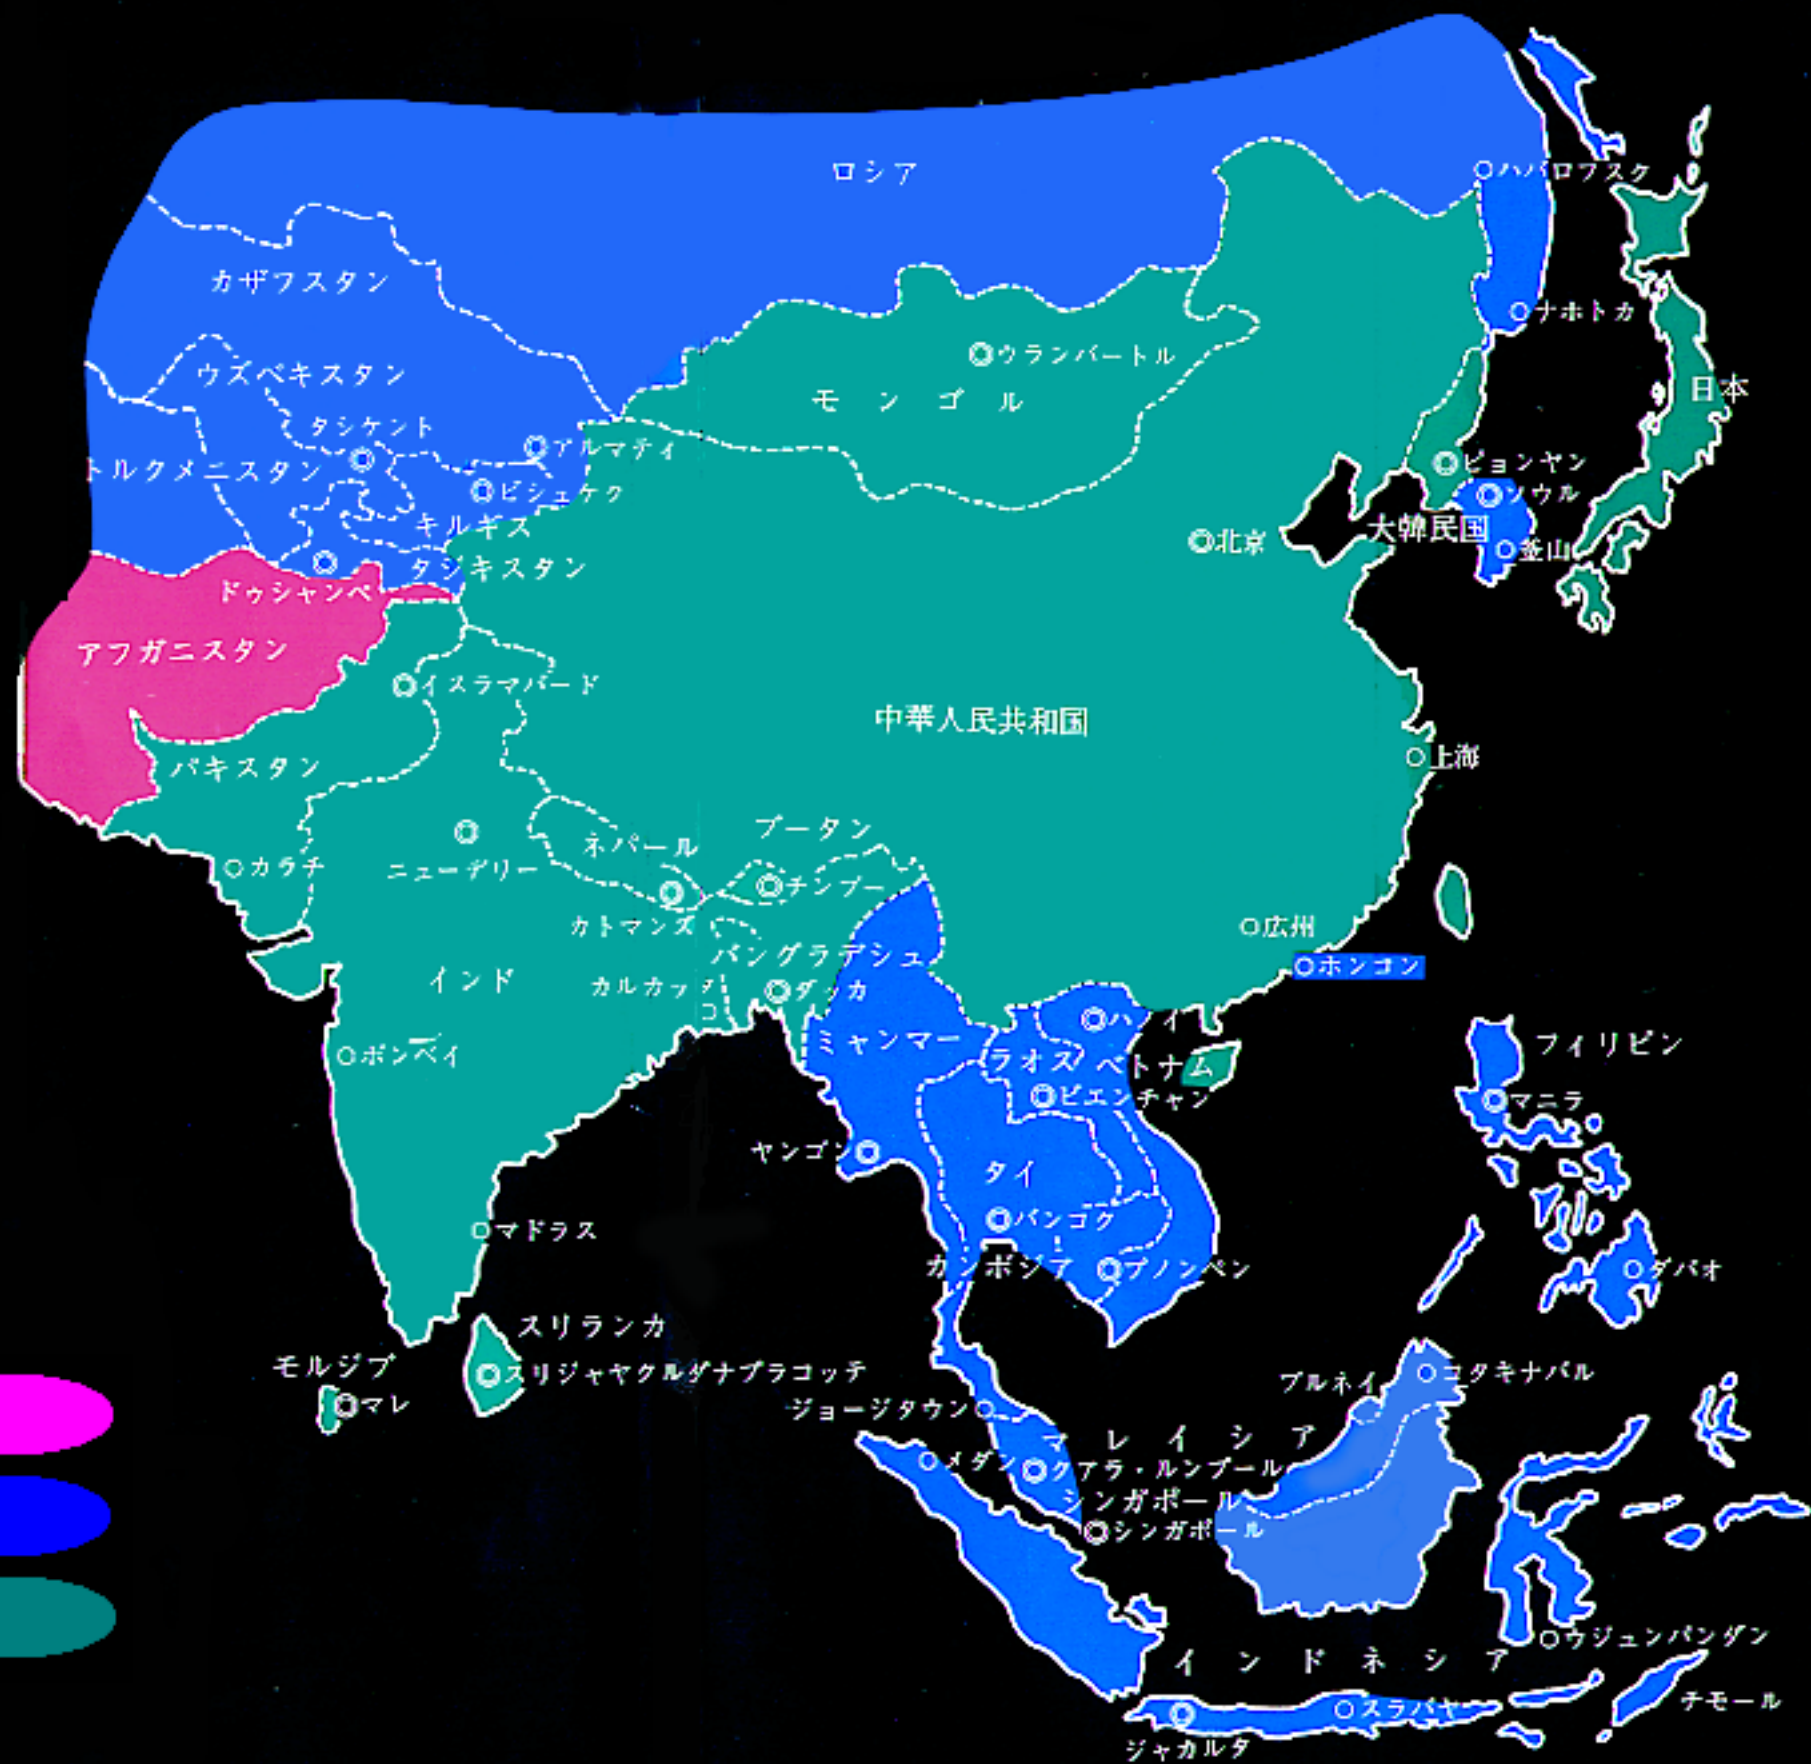 ロシア
ハバロフスク
カザフスタン
ナホトカ
ウランバートル
モンゴル
ウズベキスタン
日本
タシケント
アルマティ
トルクメニスタン
ビシェケク
ピョンヤン
ソウル
キルギス
大韓民国
北京
釜山
タジキスタン
ドゥシャンベ
アフガニスタン
イスラマバード
中華人民共和国
上海
パキスタン
ブータン
ネパール
カラチ
ニューデリー
チンブー
カトマンズ
広州
バングラデシュ
ホンコン
インド
カルカッタ
ダッカ
ハ イ
ミャンマー
フィリピン
ボンベイ
ラオス
ベトナム
ビエンチャン
マニラ
ヤンゴン
タイ
バンコク
マドラス
カンボジア
プノンペン
ダバオ
スリランカ
モルジブ
スリジャヤクルダナプラコッテ
コタキナバル
ブルネイ
マレ
ジョージタウン
マレイシア
メダン
クアラ・ルンプール
シンガポール
シンガポール
ウジュンパンダン
インドネシア
チモール
スラバヤ
ジャカルタ